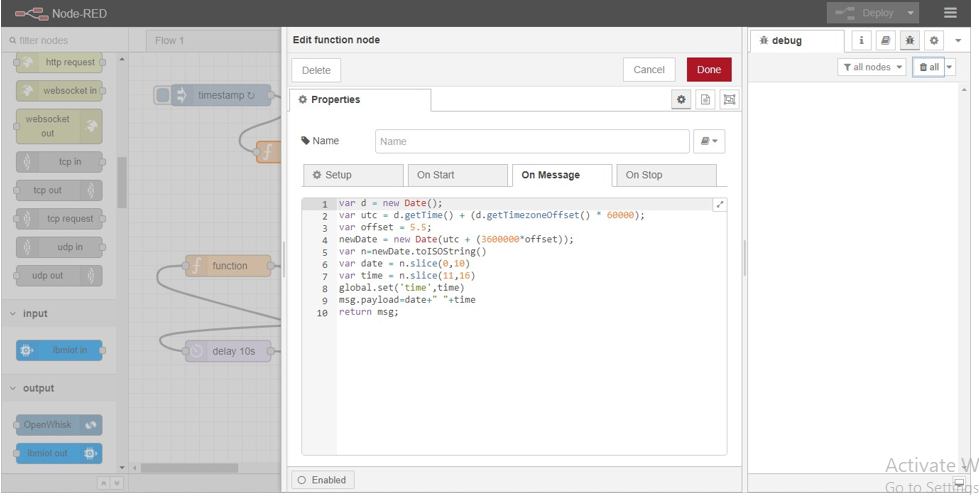 Node-RED
Deploy
filter nodes
Flow 1
Edit function node
debug
i
http request
Delete
Cancel
Done
all nodes
all
websocket in
timestamp ↻
Properties
websocket
out
Name
Name
tcp in
Setup
On Start
On Message
On Stop
tcp out
1 var d = new Date();
2 var utc = d.getTime() + (d.getTimezoneOffset() * 60000);
3 var offset = 5.5;
4 newDate = new Date(utc + (3600000*offset));
5 var n=newDate.toISOString()
6 var date = n.slice(0,10)
7 var time = n.slice(11,16)
8 global.set('time',time)
9 msg.payload=date+" "+time
10 return msg;
tcp request
udp in
function
udp out
input
ibmiot in
delay 10s
output
OpenWhisk
ibmiot out
Enabled
Activate W
Go to Settings